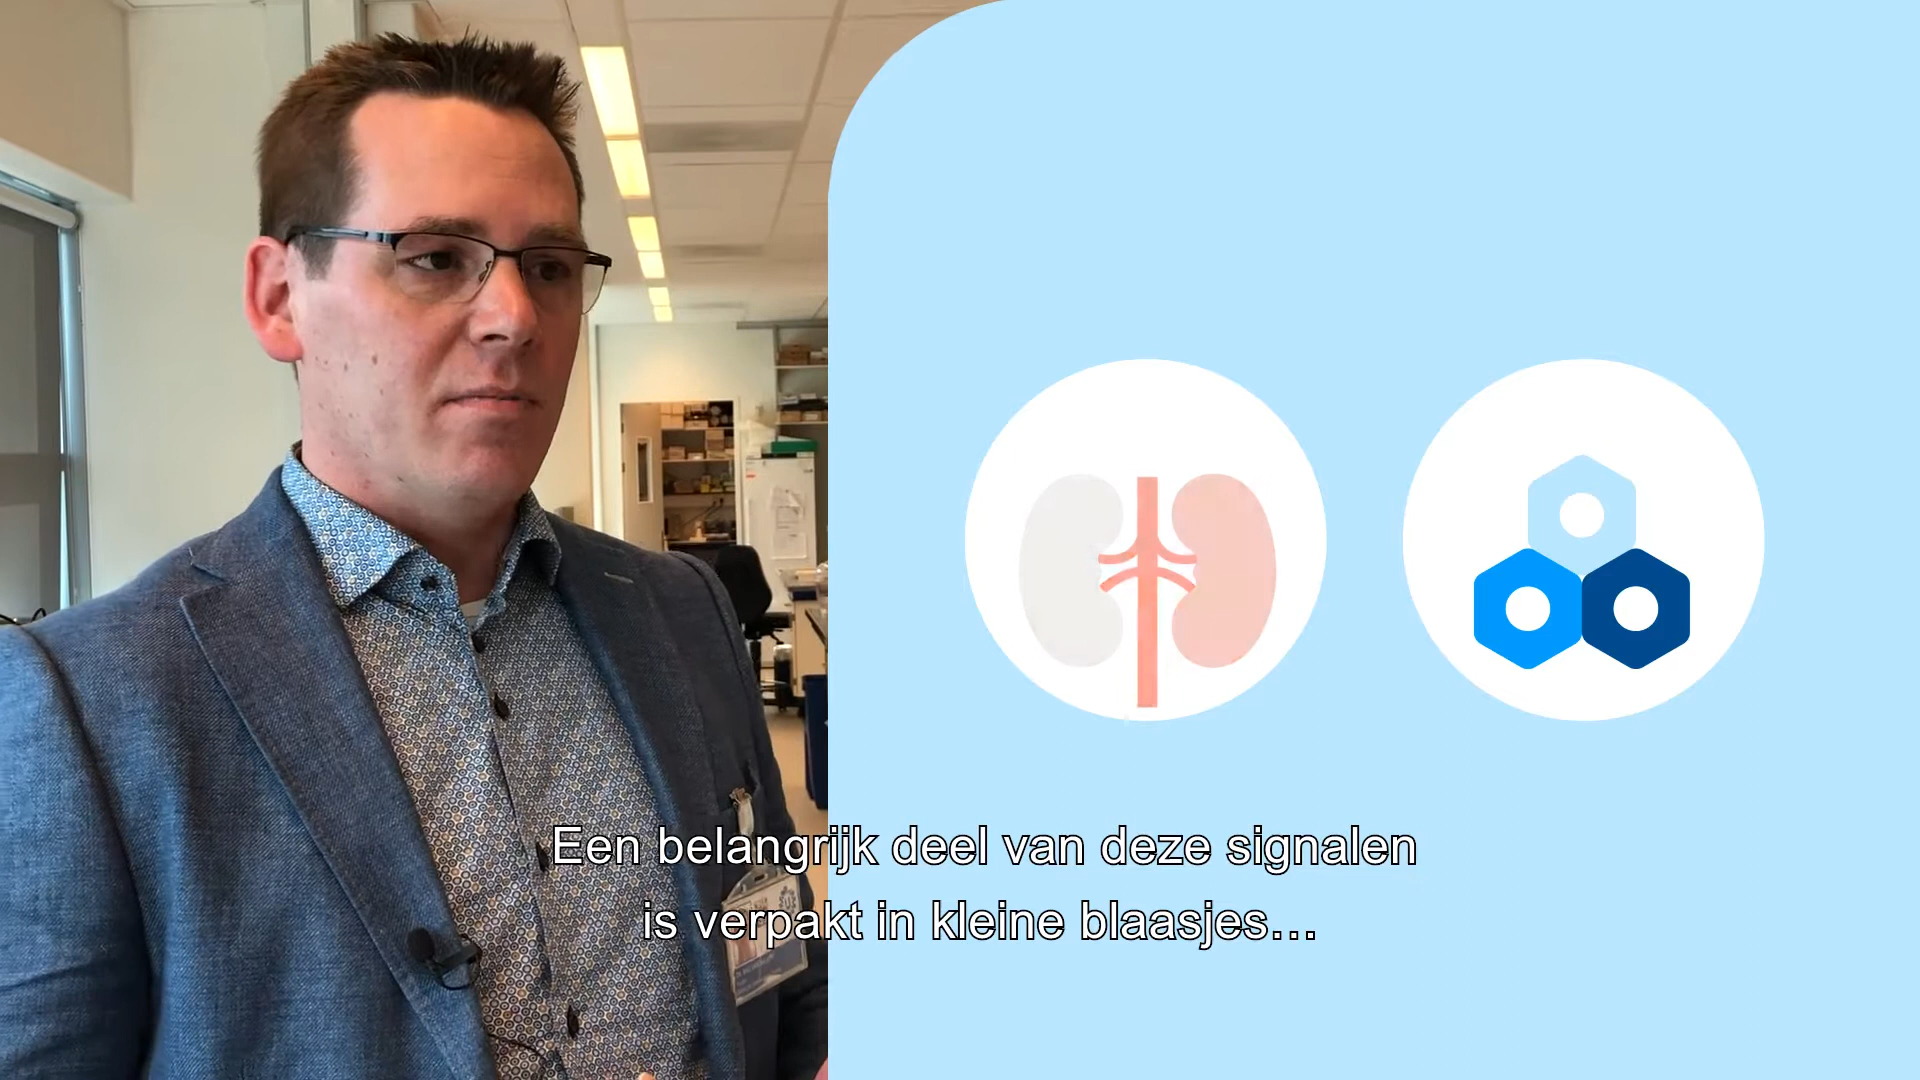 Een belangrijk deel van deze signalen
is verpakt in kleine blaasjes...